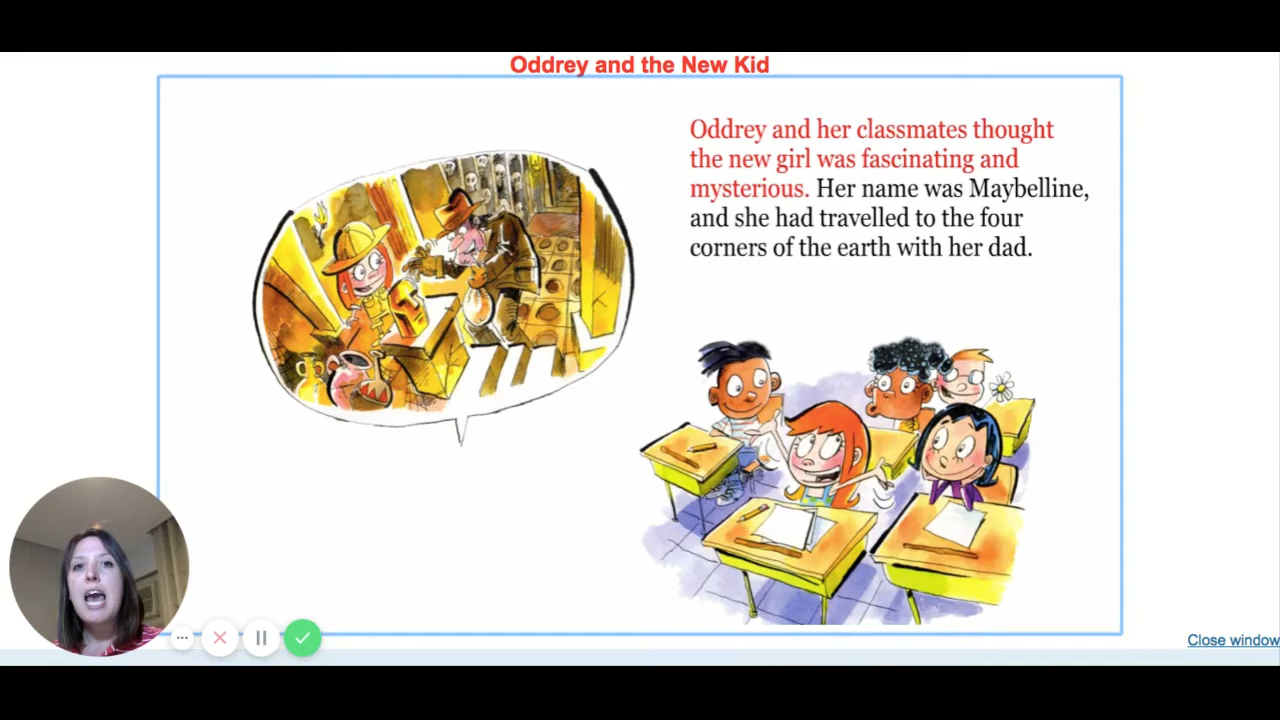 Oddrey and the New Kid
Oddrey and her classmates thought
the new girl was fascinating and
mysterious. Her name was Maybelline,
and she had travelled to the four
corners of the earth with her dad.
Close window